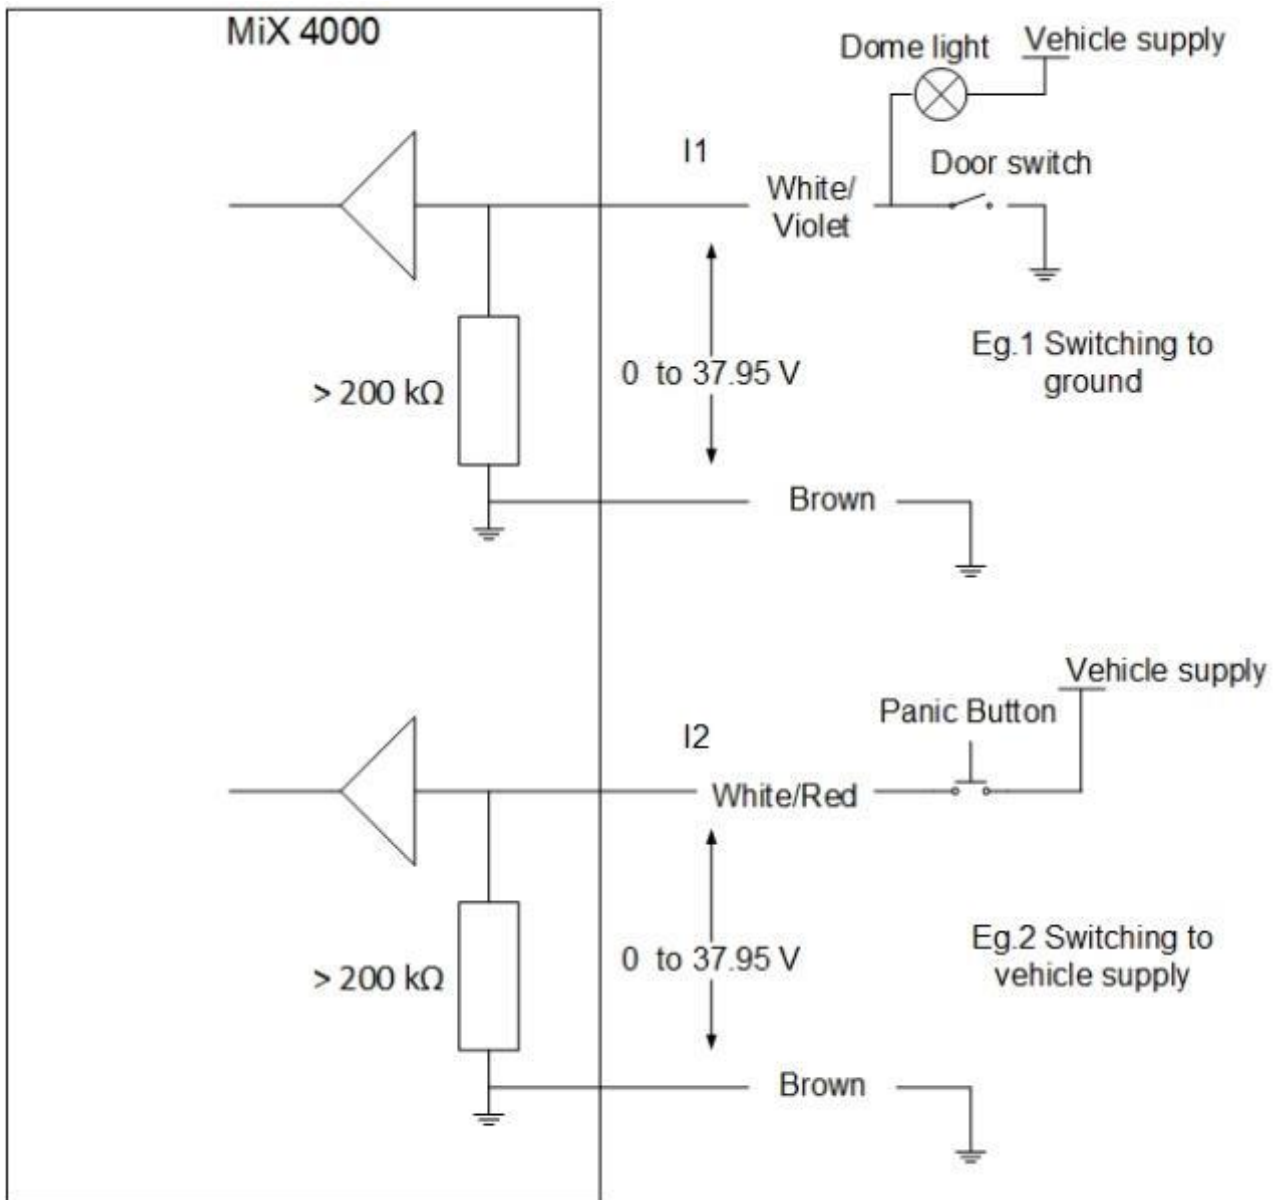 MiX 4000
Dome light
Vehicle supply
I1
White/
Violet
Door switch
> 200 kΩ
0 to 37.95 V
Eg.1 Switching to
ground
Brown
Vehicle supply
Panic Button
I2
White/Red
> 200 kΩ
0 to 37.95 V
Eg.2 Switching to
vehicle supply
Brown